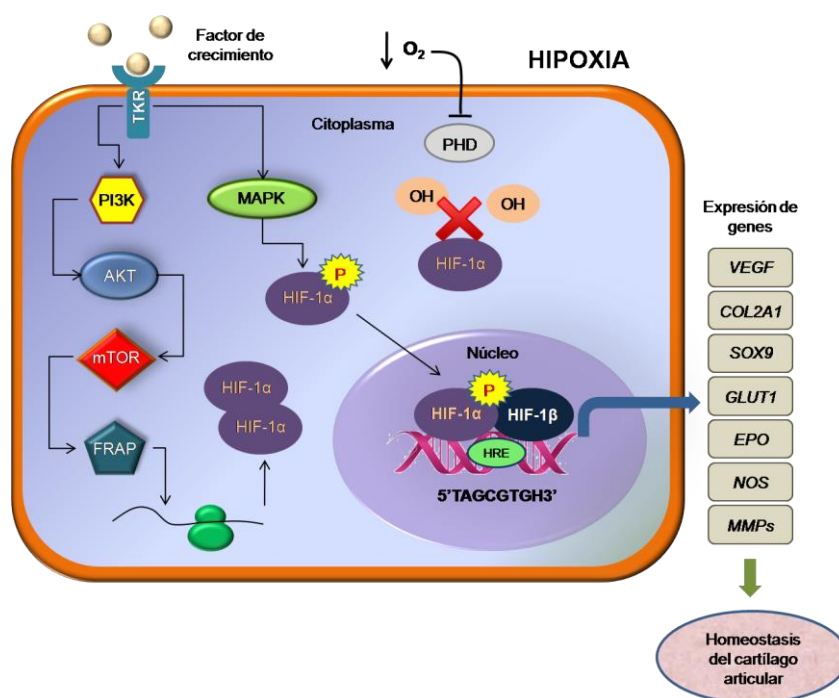 Factor de
crecimiento
↓ O₂
HIPOXIA
TKR
Citoplasma
PHD
PI3K
MAPK
OH
OH
HIF-1α
AKT
P
HIF-1α
mTOR
HIF-1α
HIF-1α
FRAP
Núcleo
P
HIF-1α
HIF-1β
HRE
5'TAGCGTGH3'
Expresión de
genes
VEGF
COL2A1
SOX9
GLUT1
EPO
NOS
MMPs
Homeostasis
del cartílago
articular